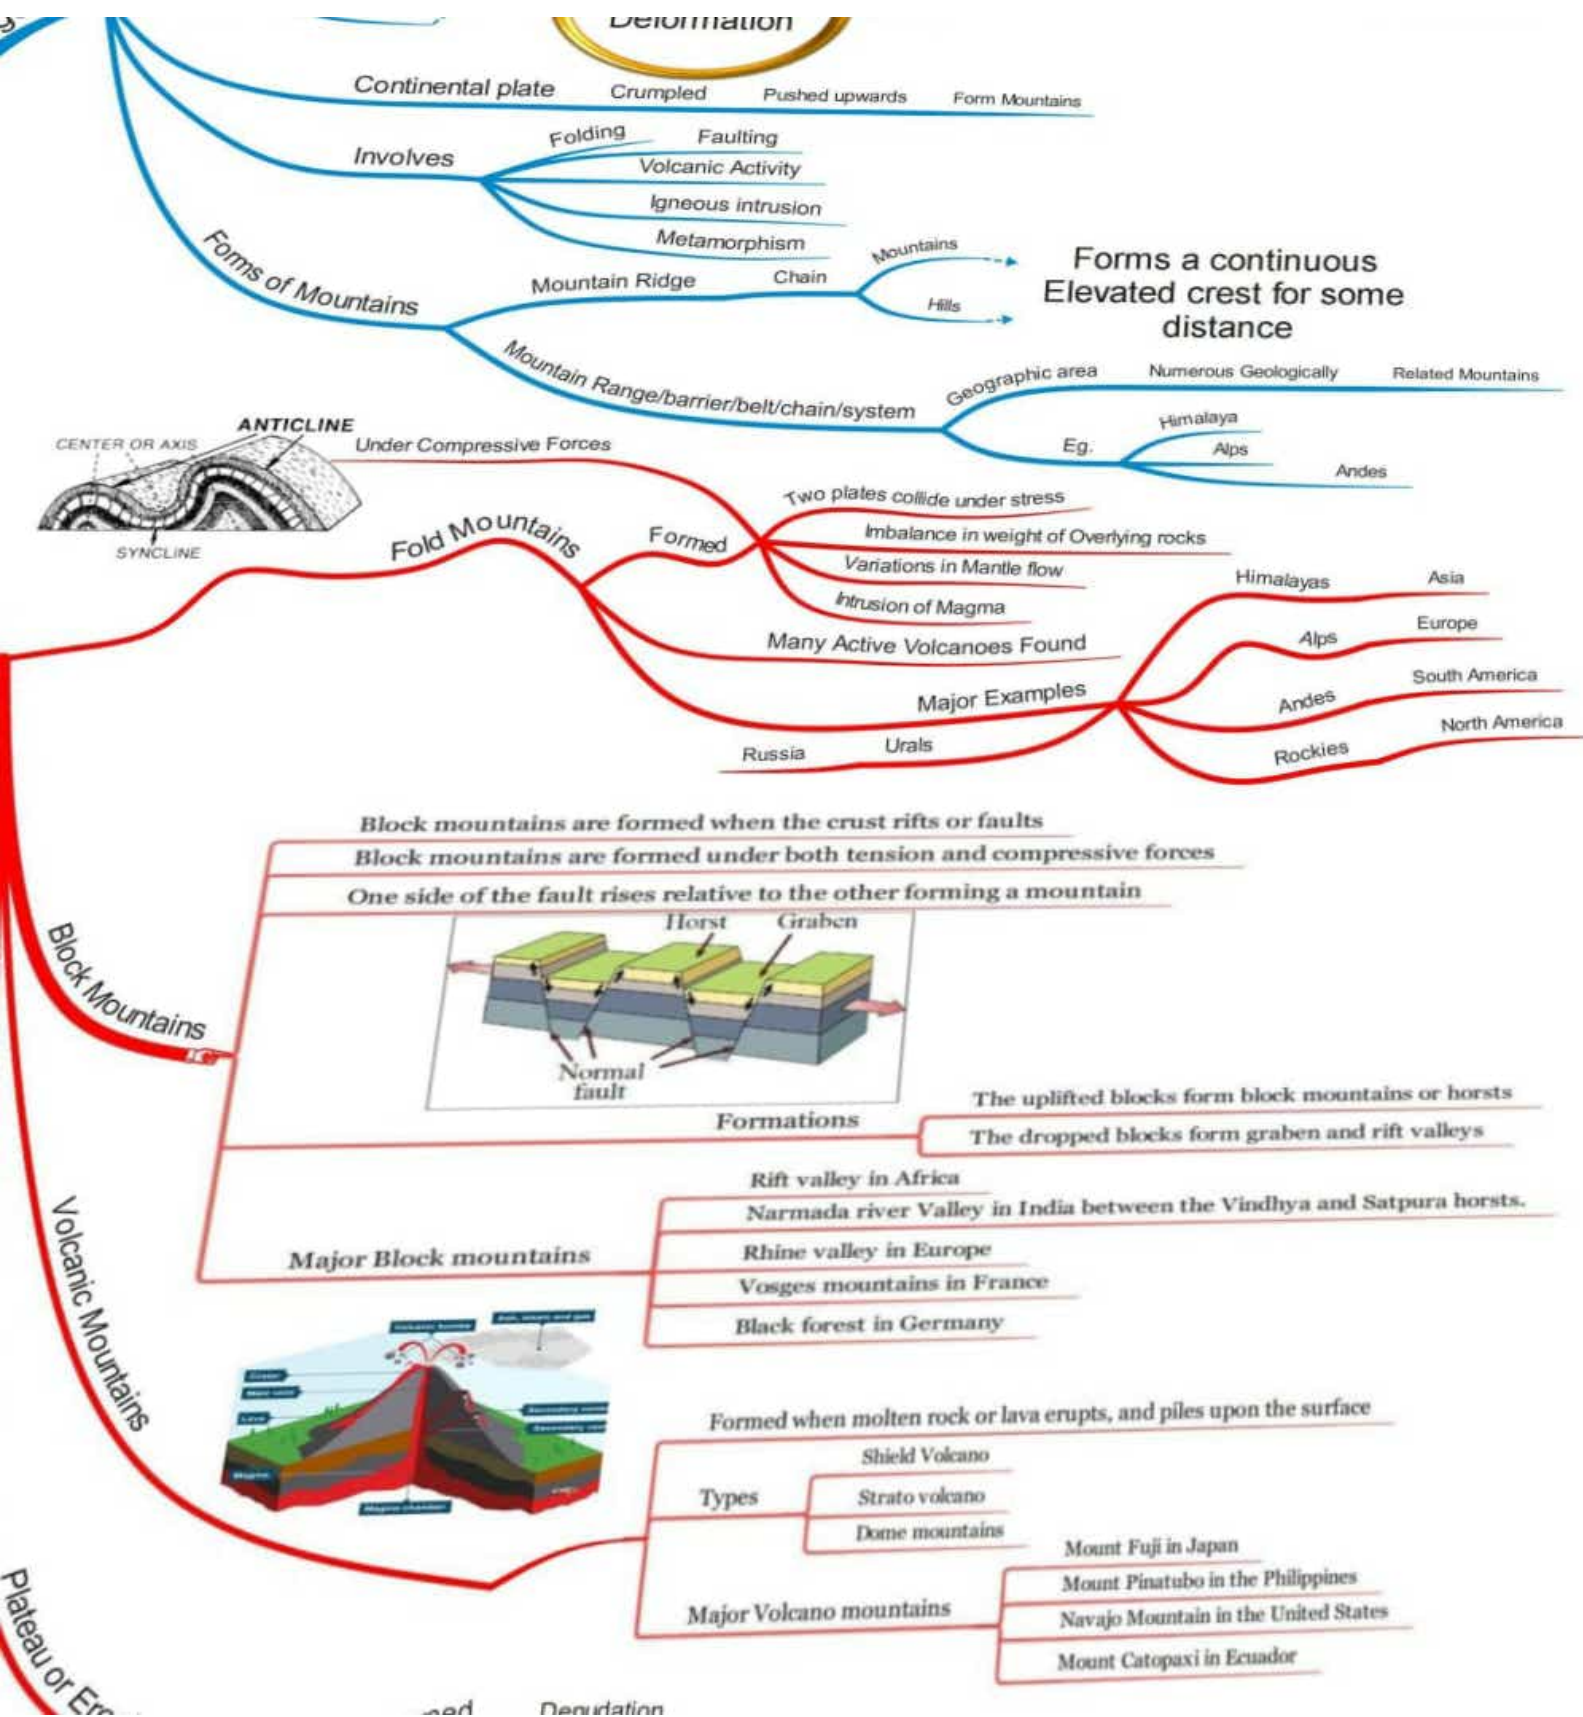 Deformation
Continental plate
Crumpled
Pushed upwards
Form Mountains
Involves
Folding
Faulting
Volcanic Activity
Igneous intrusion
Metamorphism
Forms of Mountains
Mountain Ridge
Chain
Mountains
Hills
Forms a continuous
Elevated crest for some
distance
Mountain Range/barrier/belt/chain/system
Geographic area
Numerous Geologically
Related Mountains
Eg.
Himalaya
Alps
Andes
ANTICLINE
CENTER OR AXIS
SYNCLINE
Under Compressive Forces
Fold Mountains
Formed
Two plates collide under stress
Imbalance in weight of Overlying rocks
Variations in Mantle flow
Intrusion of Magma
Many Active Volcanoes Found
Major Examples
Himalayas
Asia
Alps
Europe
Andes
South America
Rockies
North America
Urals
Russia
Block Mountains
Block mountains are formed when the crust rifts or faults
Block mountains are formed under both tension and compressive forces
One side of the fault rises relative to the other forming a mountain
Horst
Graben
Normal
fault
Formations
The uplifted blocks form block mountains or horsts
The dropped blocks form graben and rift valleys
Major Block mountains
Rift valley in Africa
Narmada river Valley in India between the Vindhya and Satpura horsts.
Rhine valley in Europe
Vosges mountains in France
Black forest in Germany
Volcanic Mountains
Lava
Magma chamber
Formed when molten rock or lava erupts, and piles upon the surface
Types
Shield Volcano
Strato volcano
Dome mountains
Major Volcano mountains
Mount Fuji in Japan
Mount Pinatubo in the Philippines
Navajo Mountain in the United States
Mount Catopaxi in Ecuador
Plateau or
Denudation